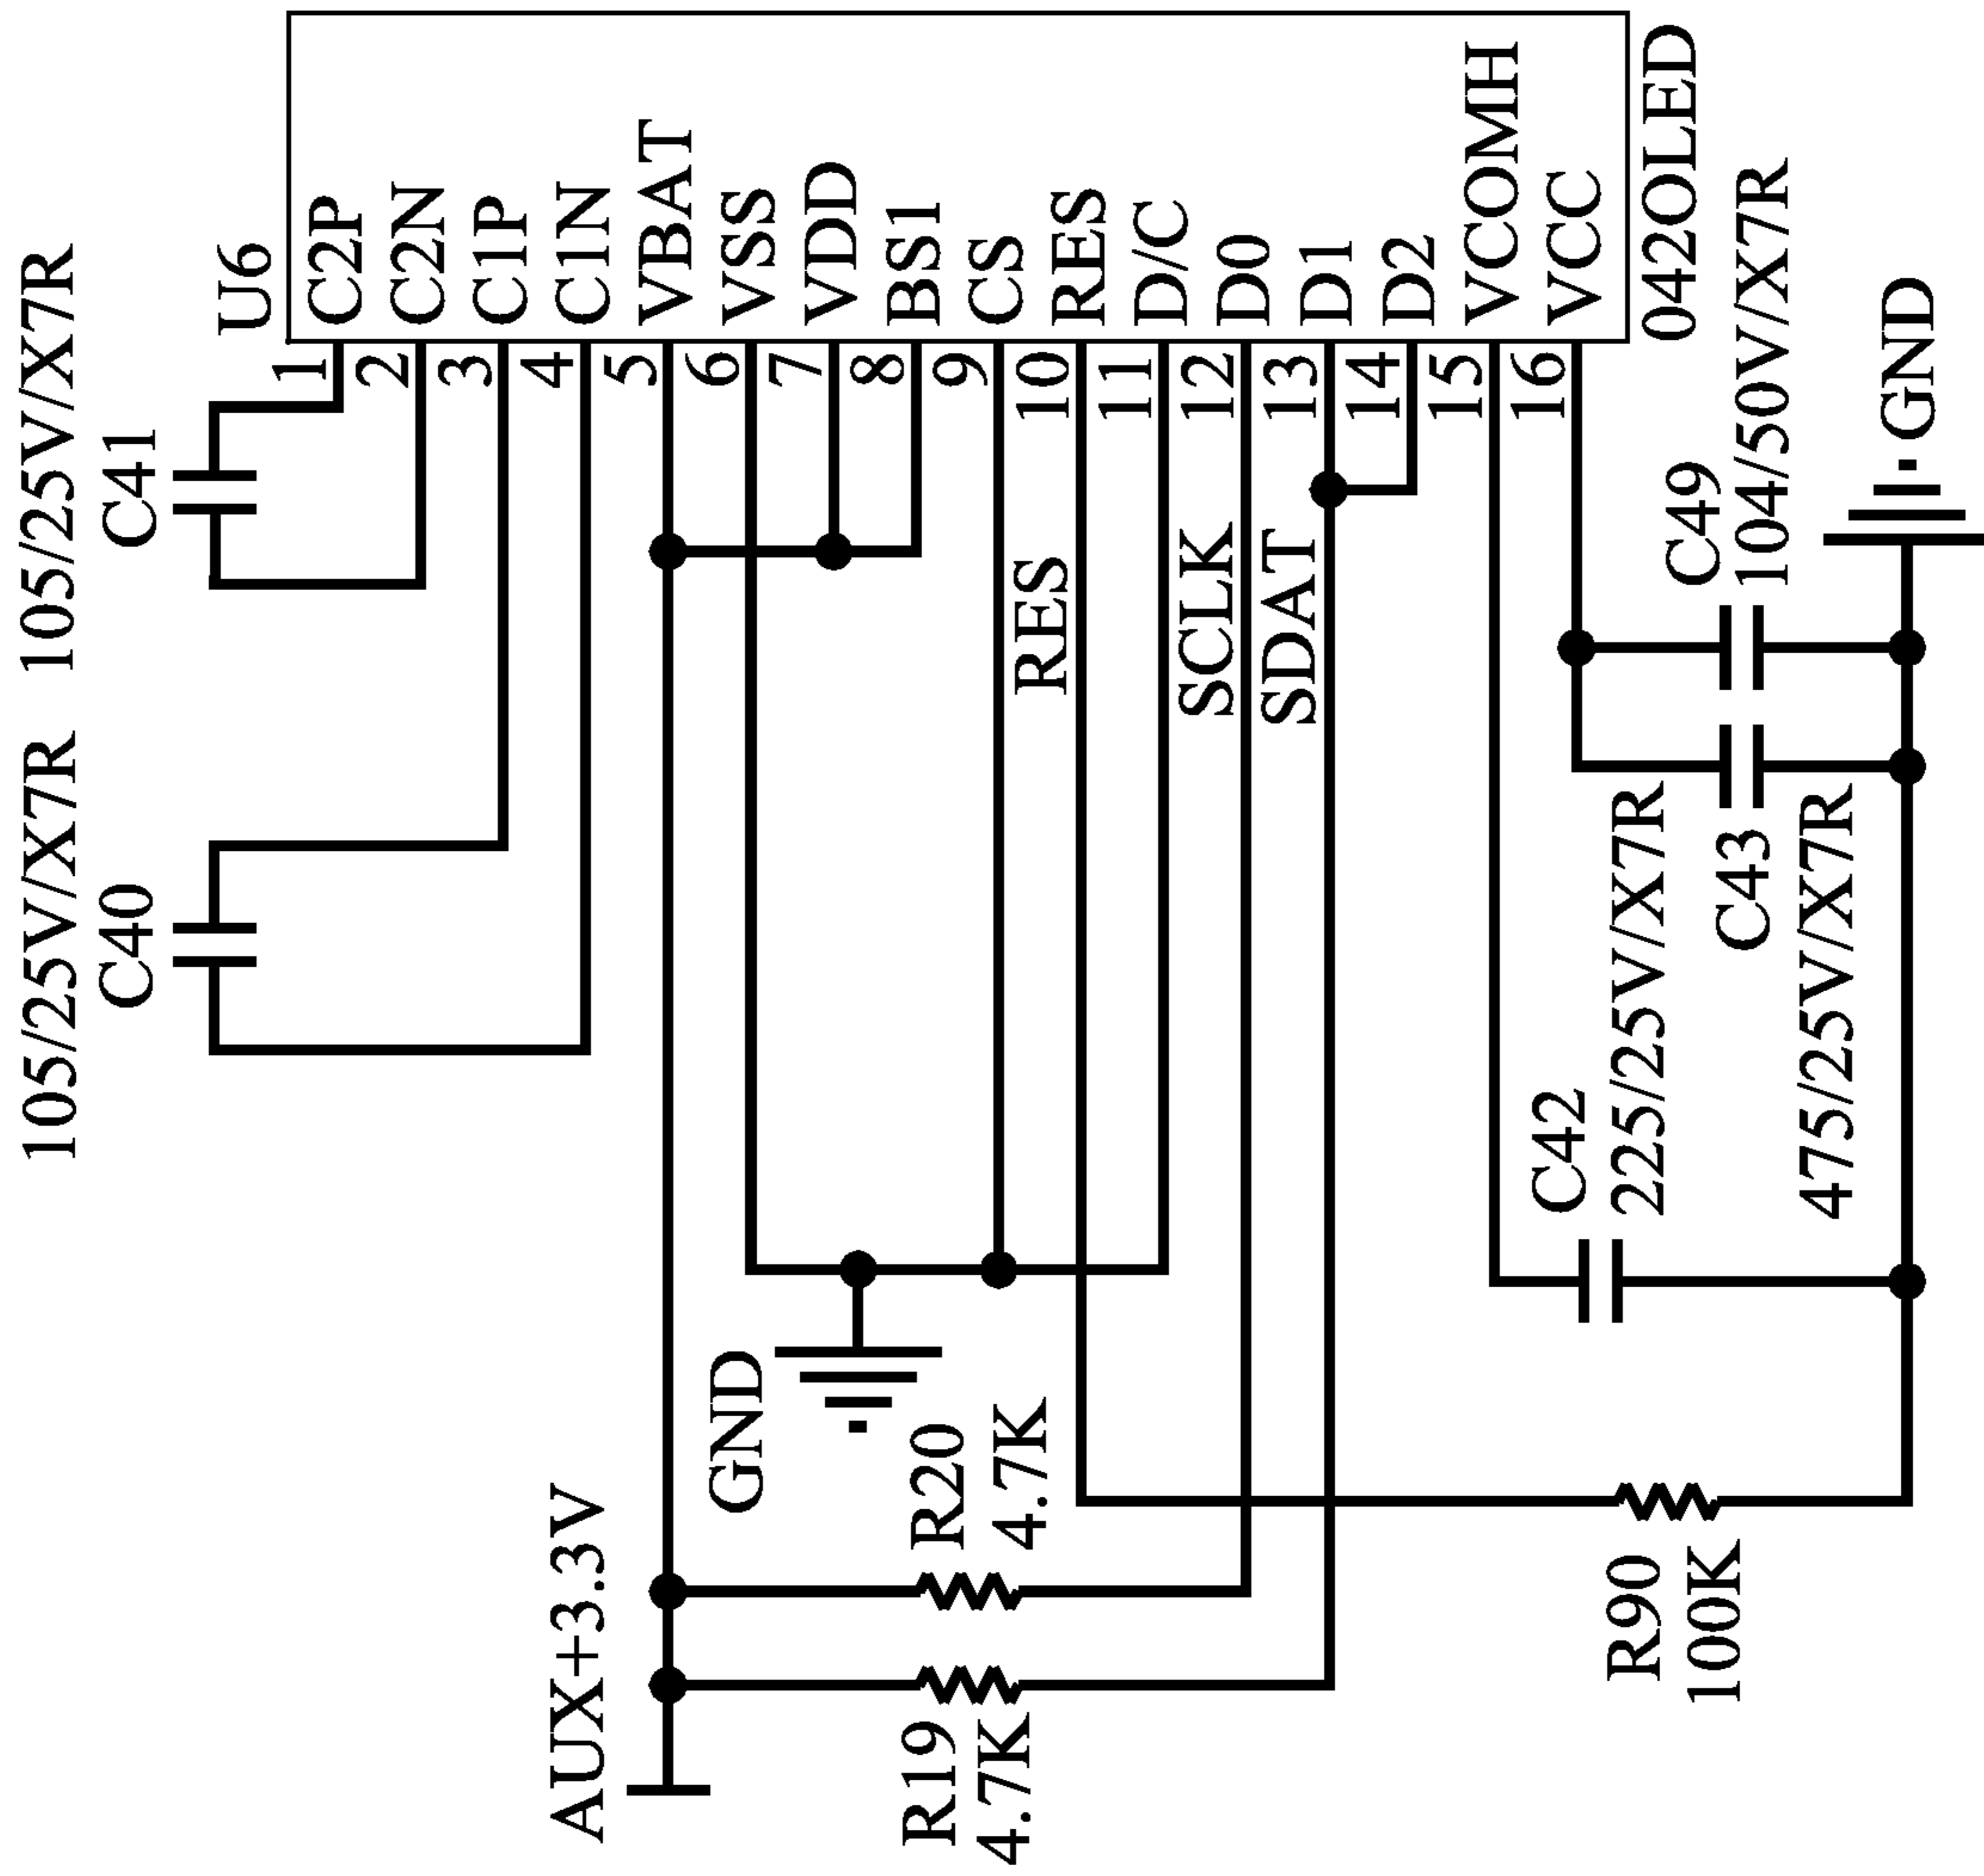 105/25V/X7R
105/25V/X7R
C40
C41
U6
1
C2P
2
C2N
3
C1P
4
C1N
AUX+3.3V
5
VBAT
GND
6
VSS
7
VDD
8
BS1
R19
4.7K
R20
4.7K
9
CS
RES
10
RES
11
D/C
SCLK
12
D0
SDAT
13
D1
14
D2
15
VCOMH
16
VCC
C42
225/25V/X7R
R90
100K
C49
104/50V/X7R
042OLED
C43
475/25V/X7R
GND